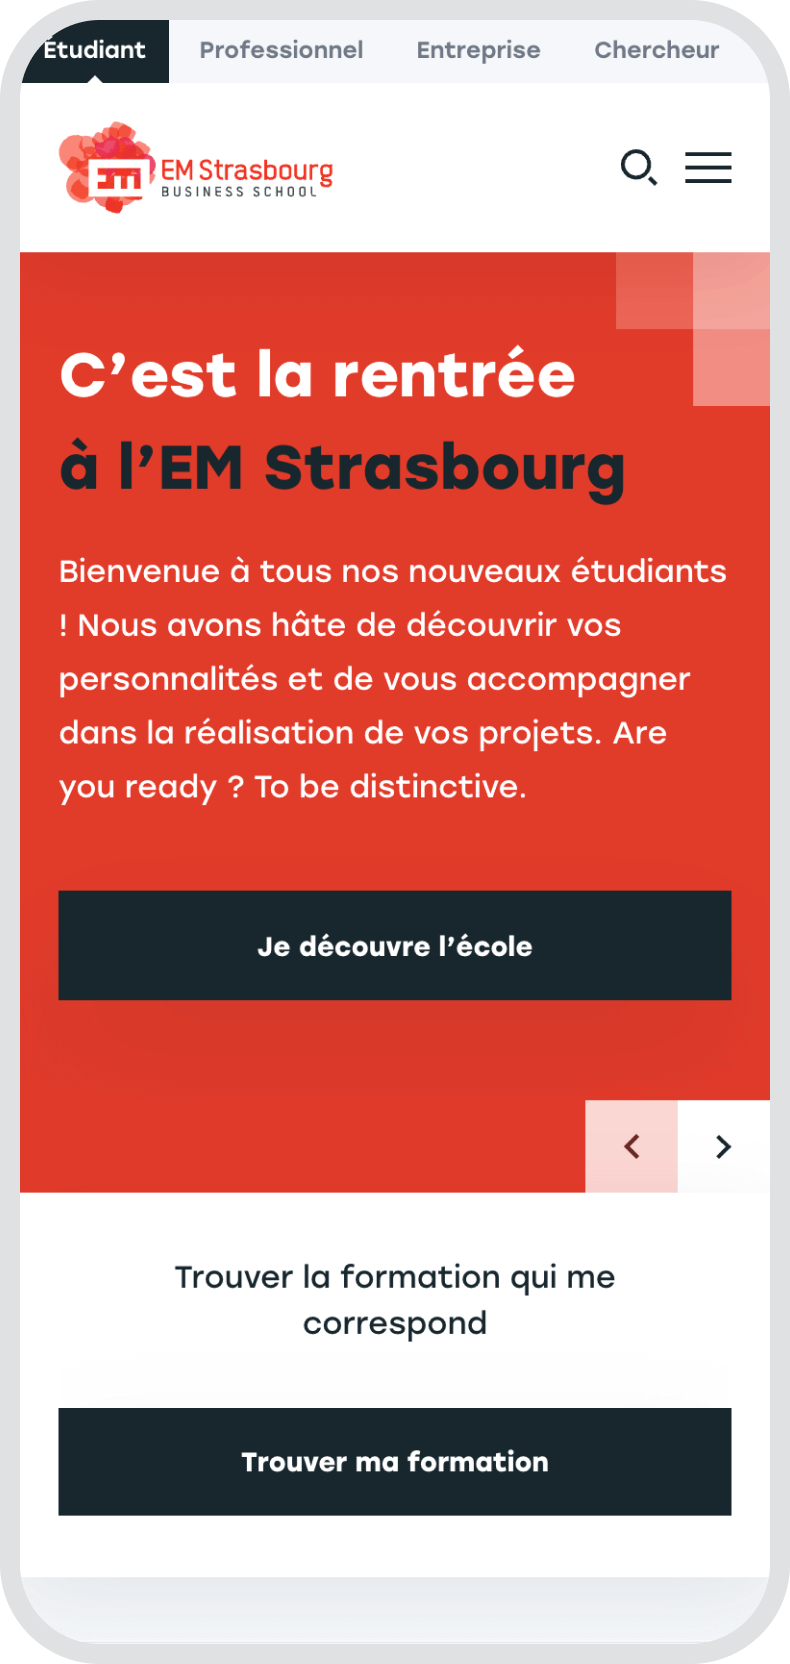 Étudiant Professionnel Entreprise Chercheur
EM
EM Strasbourg
BUSINESS SCHOOL
C’est la rentrée
à l’EM Strasbourg
Bienvenue à tous nos nouveaux étudiants
! Nous avons hâte de découvrir vos
personnalités et de vous accompagner
dans la réalisation de vos projets. Are
you ready ? To be distinctive.
Je découvre l’école
Trouver la formation qui me
correspond
Trouver ma formation